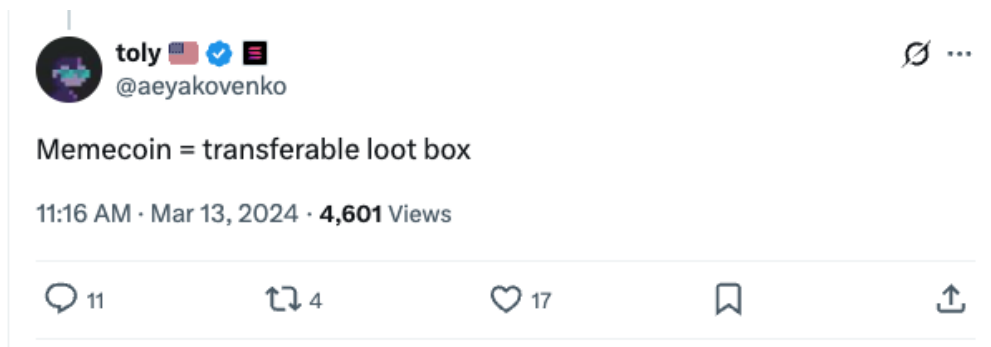 toly
@aeyakovenko
Memecoin = transferable loot box
11:16 AM · Mar 13, 2024 · 4,601 Views
11 4 17